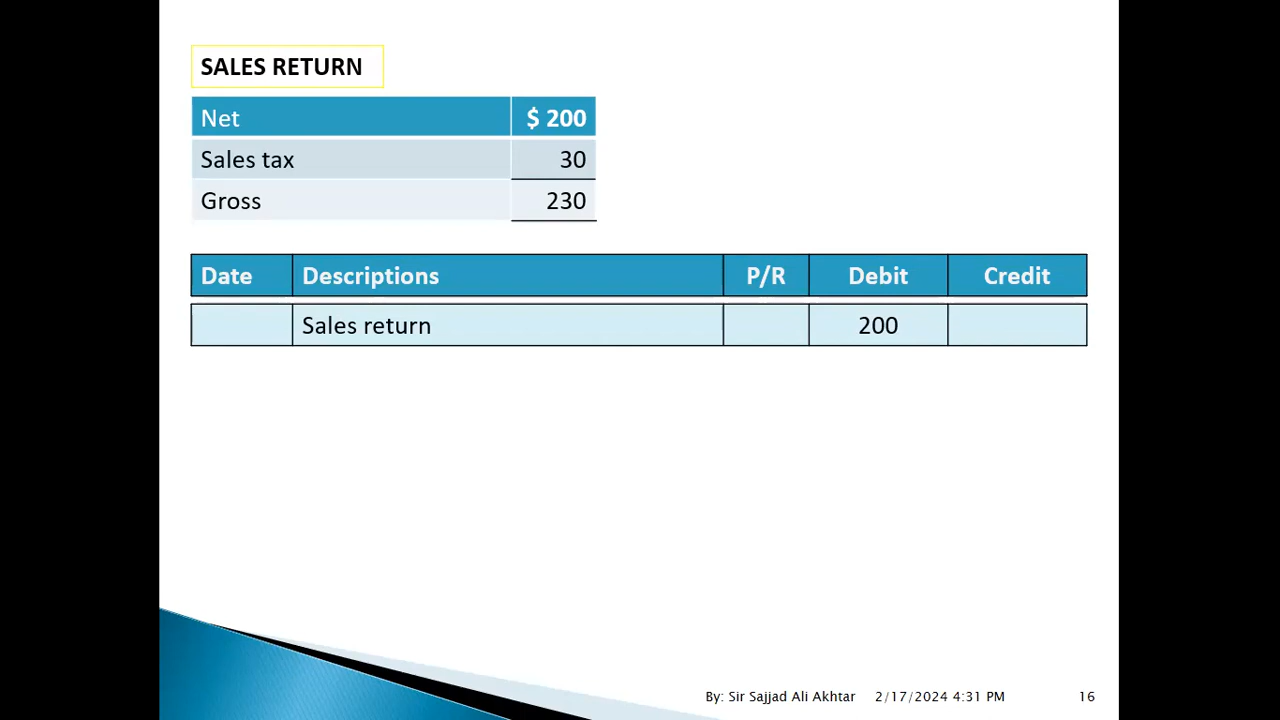 SALES RETURN
Net $ 200
Sales tax 30
Gross 230
Date Descriptions P/R Debit Credit
Sales return 200
By: Sir Sajjad Ali Akhtar 2/17/2024 4:31 PM 16